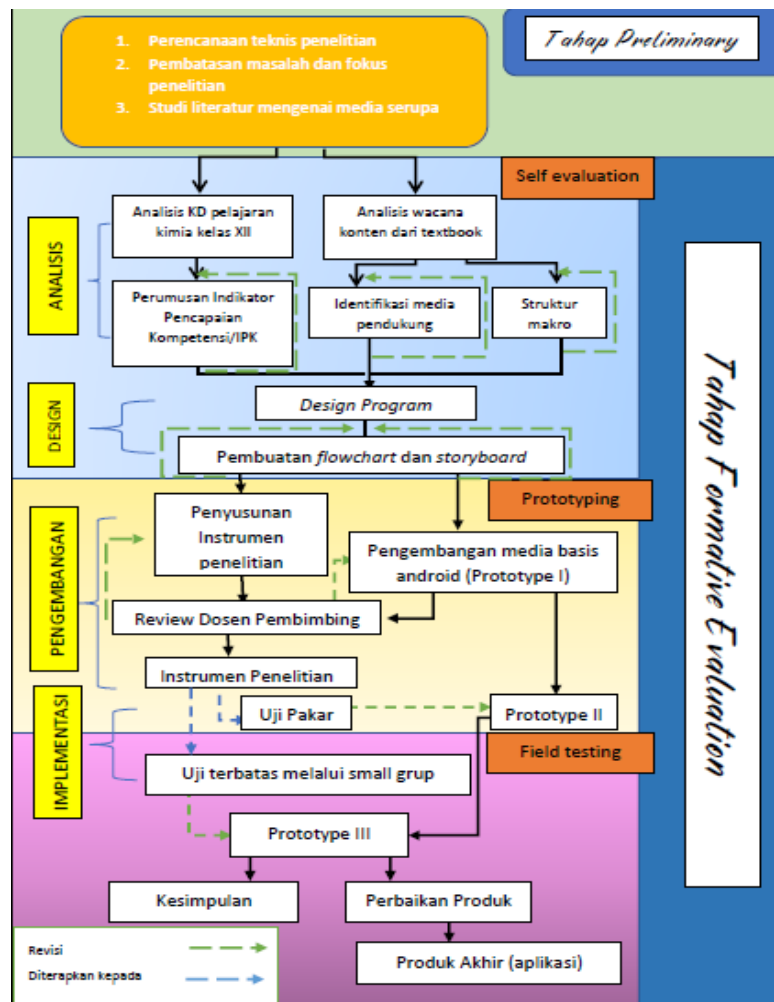 1. Perencanaan teknis penelitian
2. Pembatasan masalah dan fokus
penelitian
3. Studi literatur mengenai media serupa
Tahap Preliminary
Self evaluation
ANALISIS
Analisis KD pelajaran
kimia kelas XII
Analisis wacana
konten dari textbook
Perumusan Indikator
Pencapaian
Kompetensi/IPK
Identifikasi media
pendukung
Struktur
makro
Tahap Formative Evaluation
DESIGN
Design Program
Pembuatan flowchart dan storyboard
Prototyping
PENGEMBANGAN
Penyusunan
Instrumen
penelitian
Pengembangan media basis
android (Prototype I)
Review Dosen Pembimbing
Instrumen Penelitian
Uji Pakar
Prototype II
IMPLEMENTASI
Field testing
Uji terbatas melalui small grup
Prototype III
Kesimpulan
Perbaikan Produk
Produk Akhir (aplikasi)
Revisi
Diterapkan kepada